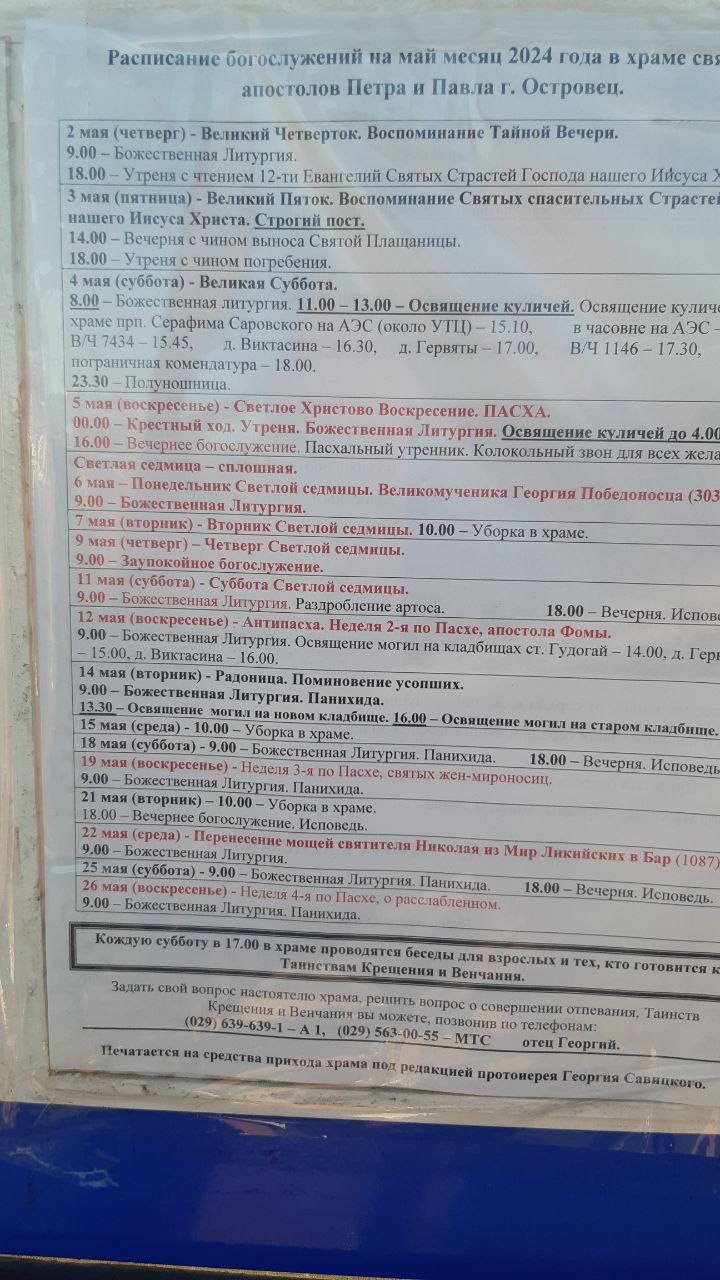 Расписание богослужений на май месяц 2024 года в храме
апостолов Петра и Павла г. Островец.
2 мая (четверг) - Великий Четверток. Воспоминание Тайной Вечери.
9.00 – Божественная Литургия.
18.00 – Утреня с чтением 12-ти Евангелий Святых Страстей Господа нашего Иисуса
3 мая (пятница) - Великий Пяток. Воспоминание Святых спасительных Страстей
нашего Иисуса Христа. Строгий пост.
14.00 – Вечерня с чином выноса Святой Плащаницы.
18.00 – Утреня с чином погребения.
4 мая (суббота) - Великая Суббота.
8.00 – Божественная литургия. 11.00 – 13.00 – Освящение куличей. Освящение
храме прп. Серафима Саровского на АЭС (около УТЦ) – 15.10, в часовне на АЭС –
В/Ч 7434 – 15.45, д. Виктасина – 16.30, д. Гервяты – 17.00, В/Ч 1146 – 17.30,
пограничная комендатура – 18.00.
23.30 – Полуношница.
5 мая (воскресенье) - Светлое Христово Воскресение. ПАСХА.
00.00 – Крестный ход. Утреня. Божественная Литургия. Освящение куличей до 4.00
16.00 – Вечернее богослужение. Пасхальный утренник. Колокольный звон для всех
Светлая седмица – сплошная.
6 мая – Понедельник Светлой седмицы. Великомученика Георгия Победоносца (303
9.00 – Божественная Литургия.
7 мая (вторник) - Вторник Светлой седмицы. 10.00 – Уборка в храме.
9 мая (четверг) – Четверг Светлой седмицы.
9.00 – Заупокойное богослужение.
11 мая (суббота) - Суббота Светлой седмицы.
9.00 – Божественная Литургия. Раздробление артоса. 18.00 – Вечерня.
12 мая (воскресенье) - Антипасха. Неделя 2-я по Пасхе, апостола Фомы.
9.00 – Божественная Литургия. Освящение могил на кладбищах ст. Гудогай – 14.00, д.
– 15.00, д. Виктасина – 16.00.
14 мая (вторник) - Радоница. Поминовение усопших.
9.00 – Божественная Литургия. Панихида.
13.30 – Освящение могил на новом кладбище. 16.00 – Освящение могил на старом кладбище.
15 мая (среда) - 10.00 – Уборка в храме.
18 мая (суббота) - 9.00 – Божественная Литургия. Панихида. 18.00 – Вечерня. Исповедь
19 мая (воскресенье) - Неделя 3-я по Пасхе, святых жен-мироносиц.
9.00 – Божественная Литургия. Панихида.
21 мая (вторник) – 10.00 – Уборка в храме.
18.00 – Вечернее богослужение. Исповедь.
22 мая (среда) - Перенесение мощей святителя Николая из Мир Ликийских в Бар (1087)
9.00 – Божественная Литургия.
25 мая (суббота) - 9.00 – Божественная Литургия. Панихида. 18.00 – Вечерня. Исповедь.
26 мая (воскресенье) - Неделя 4-я по Пасхе, о расслабленном.
9.00 – Божественная Литургия. Панихида.
Кождую субботу в 17.00 в храме проводятся беседы для взрослых и тех, кто готовится к
Таинствам Крещения и Венчания.
Задать свой вопрос настоятелю храма, решить вопрос о совершении отпевания, Таинств
Крещения и Венчания вы можете, позвонив по телефонам:
(029) 639-639-1 – А 1, (029) 563-00-55 – МТС отец Георгий.
Печатается на средства прихода храма под редакцией протоиерея Георгия Савицкого.